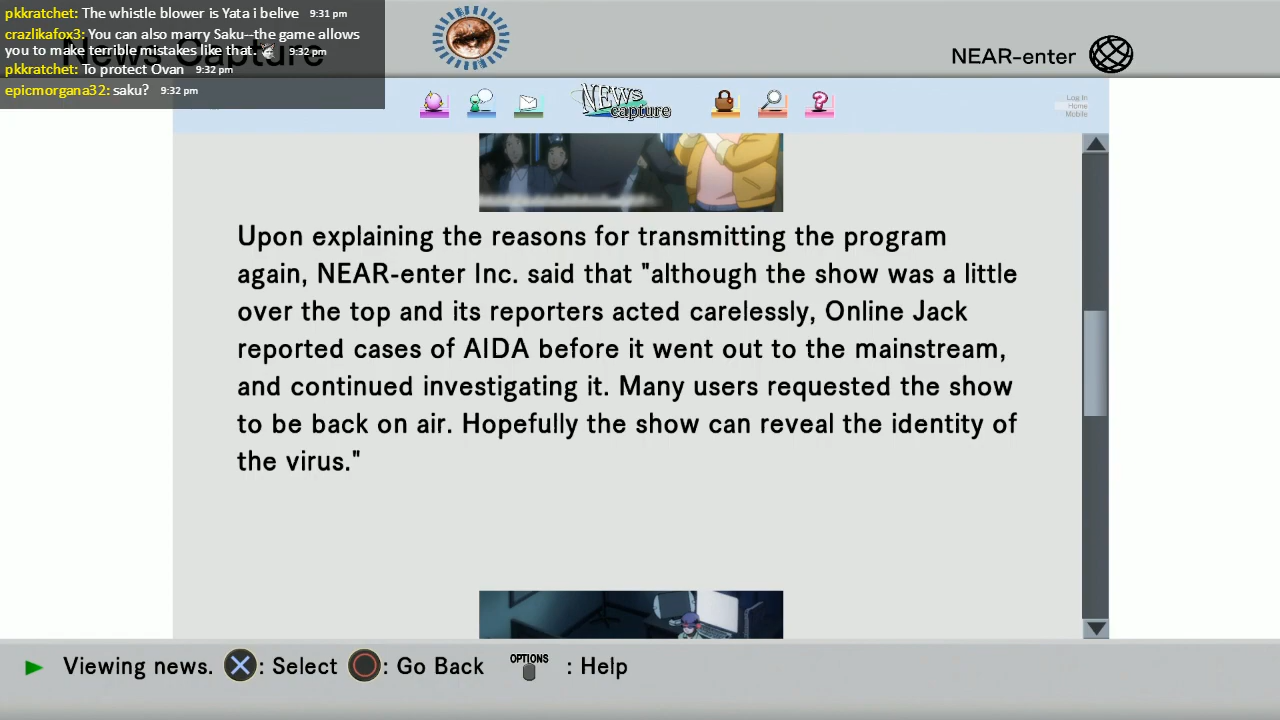 pkkratchet: The whistle blower is Yata i belive 9:31 pm
crazlikafox3: You can also marry Saku--the game allows
you to make terrible mistakes like that. 9:32 pm
pkkratchet: To protect Ovan 9:32 pm
epicmorgana32: saku? 9:32 pm
News Capture
NEAR-enter
NEWS
capture
Log In
Home
Mobile
Upon explaining the reasons for transmitting the program
again, NEAR-enter Inc. said that "although the show was a little
over the top and its reporters acted carelessly, Online Jack
reported cases of AIDA before it went out to the mainstream,
and continued investigating it. Many users requested the show
to be back on air. Hopefully the show can reveal the identity of
the virus."
Viewing news. : Select : Go Back OPTIONS : Help